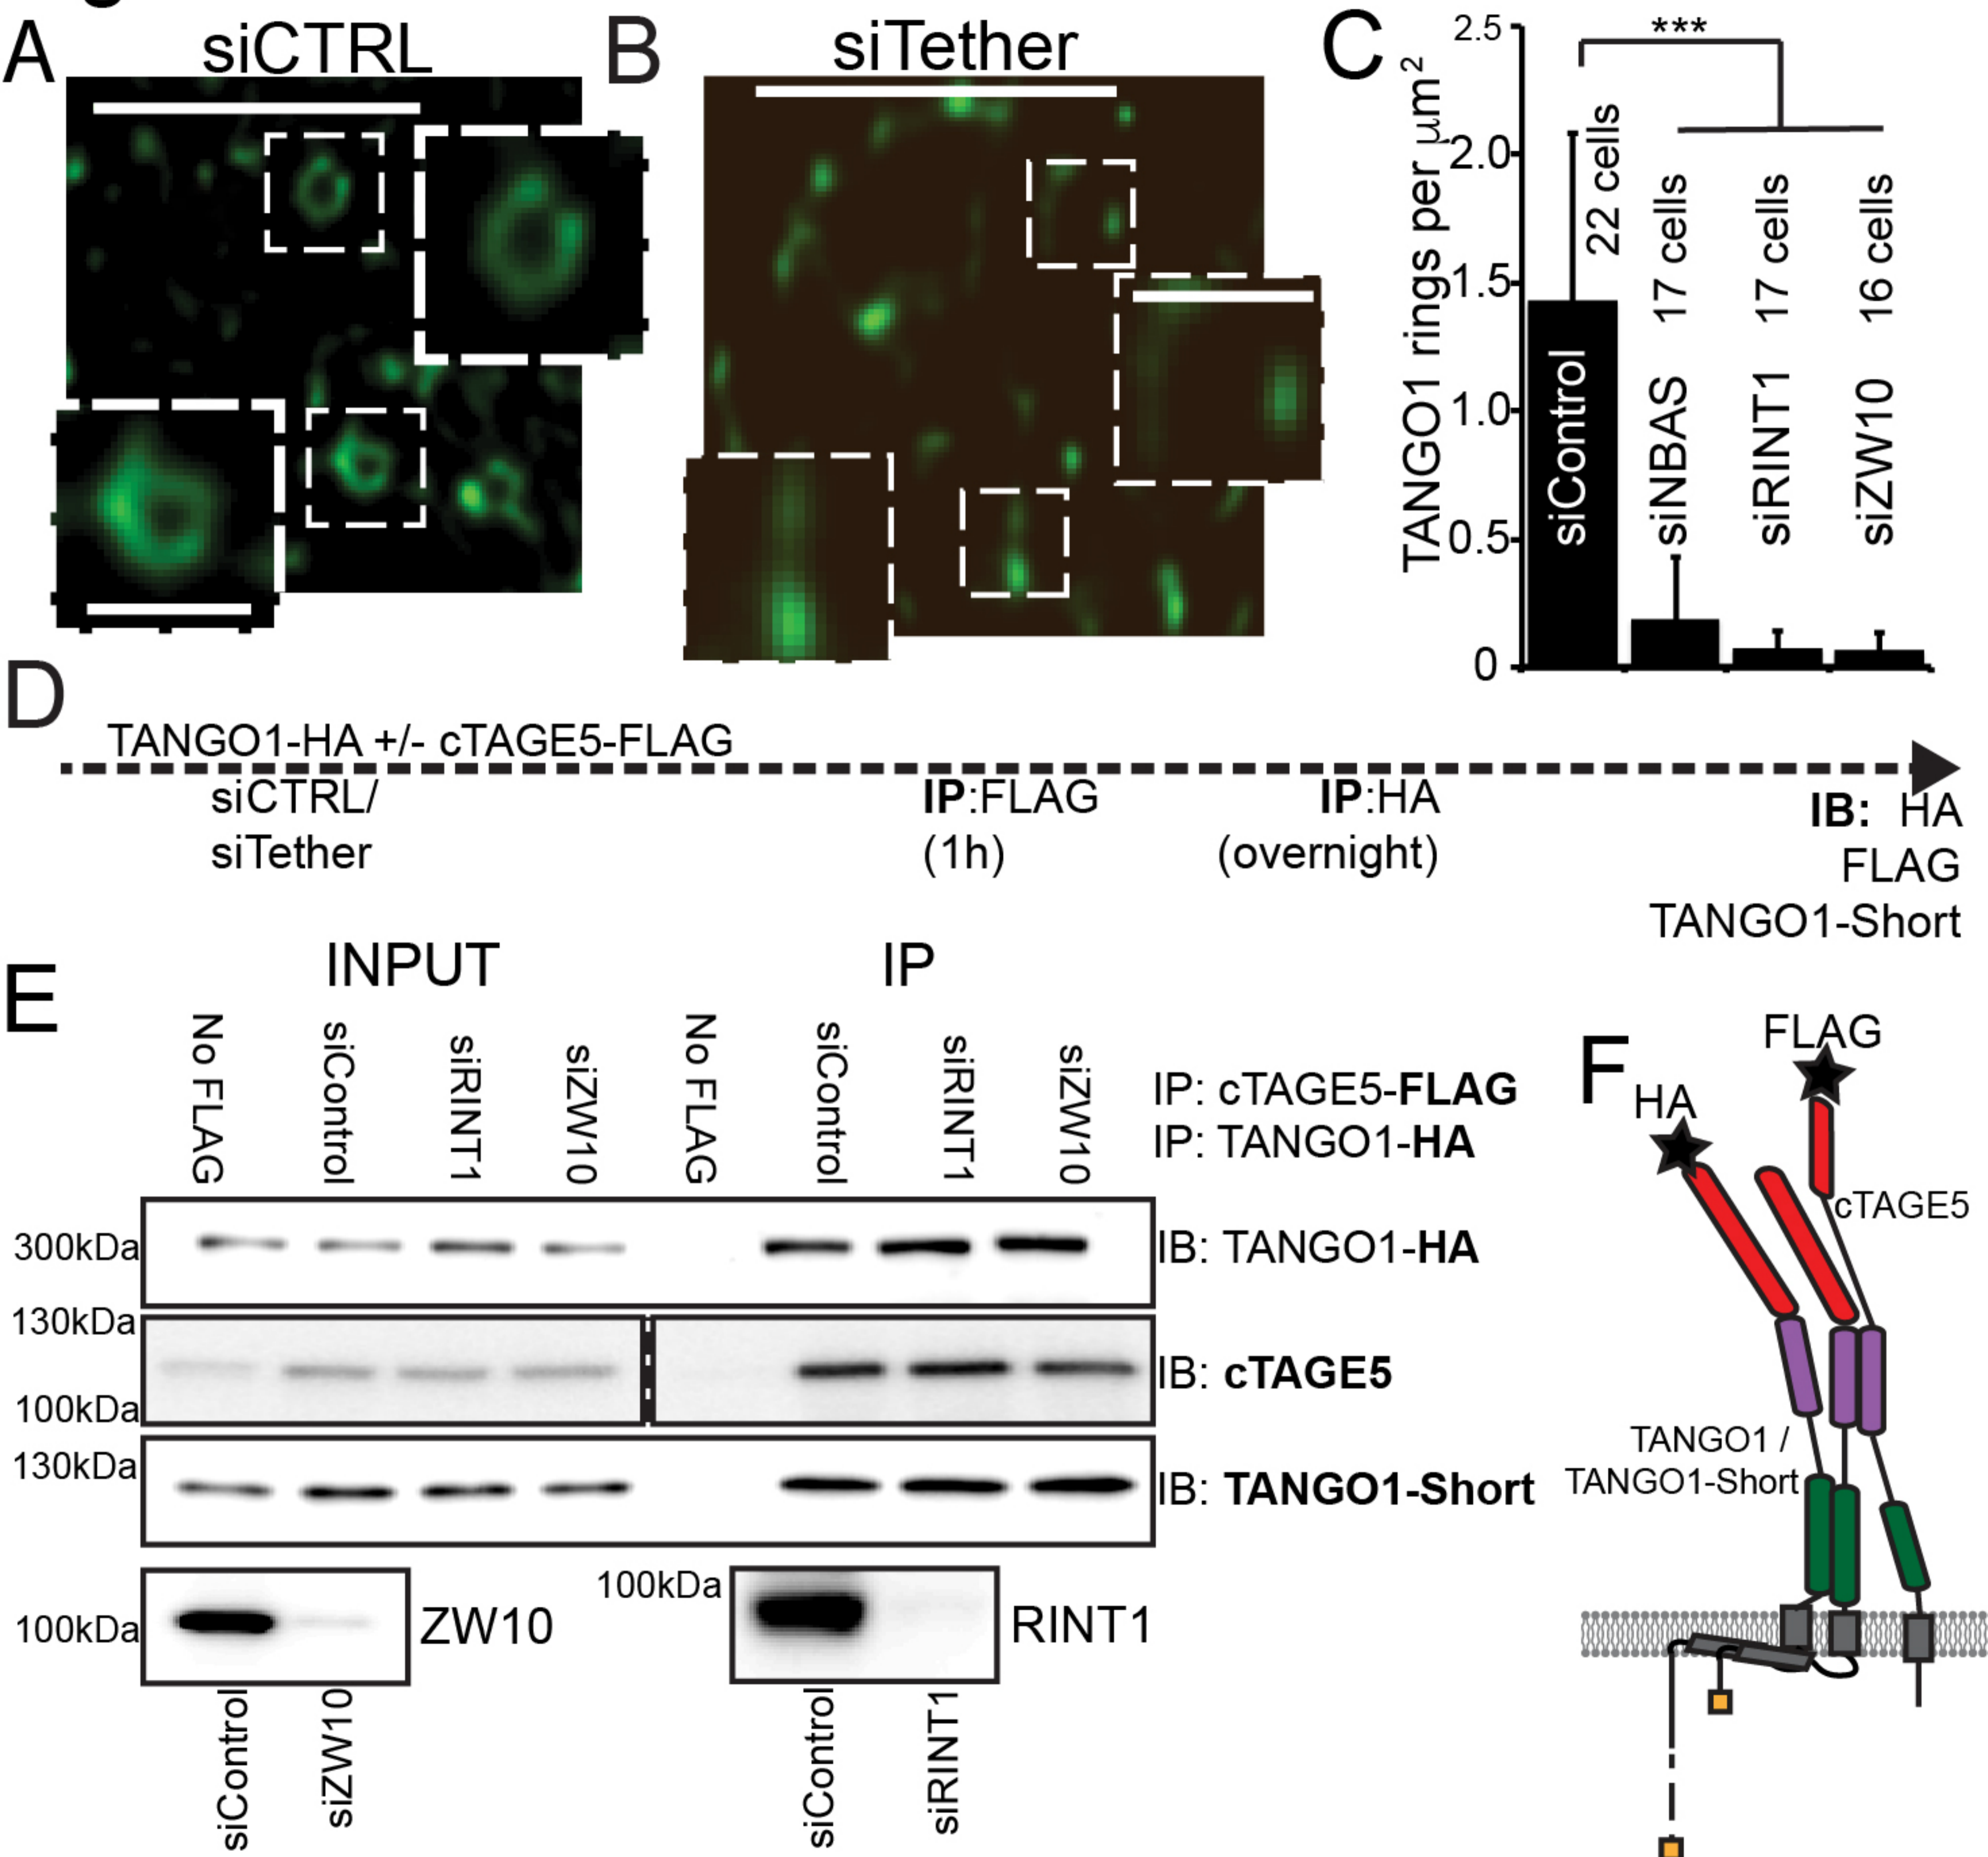 A
siCTRL
B
siTether
C
TANGO1 rings per μm²
2.5
2.0
1.5
1.0
0.5
0
***
22 cells
17 cells
17 cells
16 cells
siControl
siNBAS
siRINT1
siZW10
D
TANGO1-HA +/- cTAGE5-FLAG
siCTRL/
siTether
IP:FLAG
(1h)
IP:HA
(overnight)
IB: HA
FLAG
TANGO1-Short
E
INPUT
IP
No FLAG
siControl
siRINT1
siZW10
No FLAG
siControl
siRINT1
siZW10
IP: cTAGE5-FLAG
IP: TANGO1-HA
300kDa
IB: TANGO1-HA
130kDa
100kDa
IB: cTAGE5
130kDa
IB: TANGO1-Short
100kDa
ZW10
siControl
siZW10
100kDa
RINT1
siControl
siRINT1
F
FLAG
HA
cTAGE5
TANGO1 /
TANGO1-Short